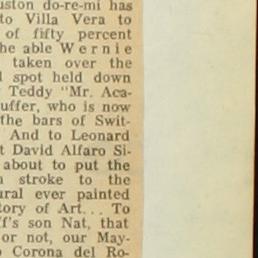 uston do-re-mi has
to Villa Vera to
of fifty percent
he able Wernie
taken over the
spot held down
Teddy "Mr. Aca-
uffer, who is now
the bars of Swit-
And to Leonard
t David Alfaro Si-
about to put the
stroke to the
ural ever painted
tory of Art... To
f's son Nat, that
or not, our May-
o Corona del Ro-